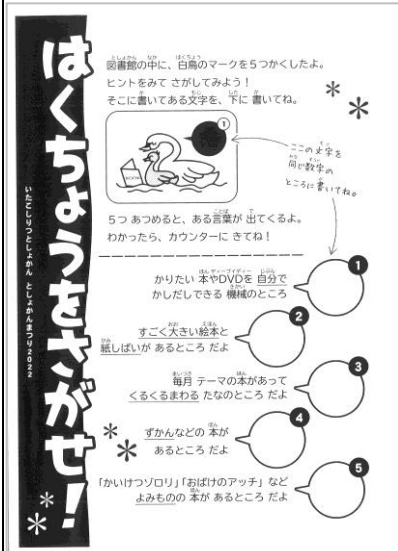 はくちょうをさがせ！
いたこしりつとしょかん としょかんまつり2022
図書館の中に、白鳥のマークを５つかくしたよ。
ヒントをみて さがしてみよう！
そこに書いてある文字を、下に 書いてね。
1
BOOK
ここの文字を
同じ数字の
ところに書いてね。
５つ あつめると、ある言葉が 出てくるよ。
わかったら、カウンターに きてね！
かりたい 本やDVDを 自分で
かしだしできる 機械のところ
1
すごく大きい絵本と
紙しばいが あるところ だよ
2
毎月 テーマの本があって
くるくるまわる たなのところ だよ
3
ずかんなどの 本が
あるところ だよ
4
「かいけつゾロリ」「おばけのアッチ」など
よみものの 本が あるところ だよ
5